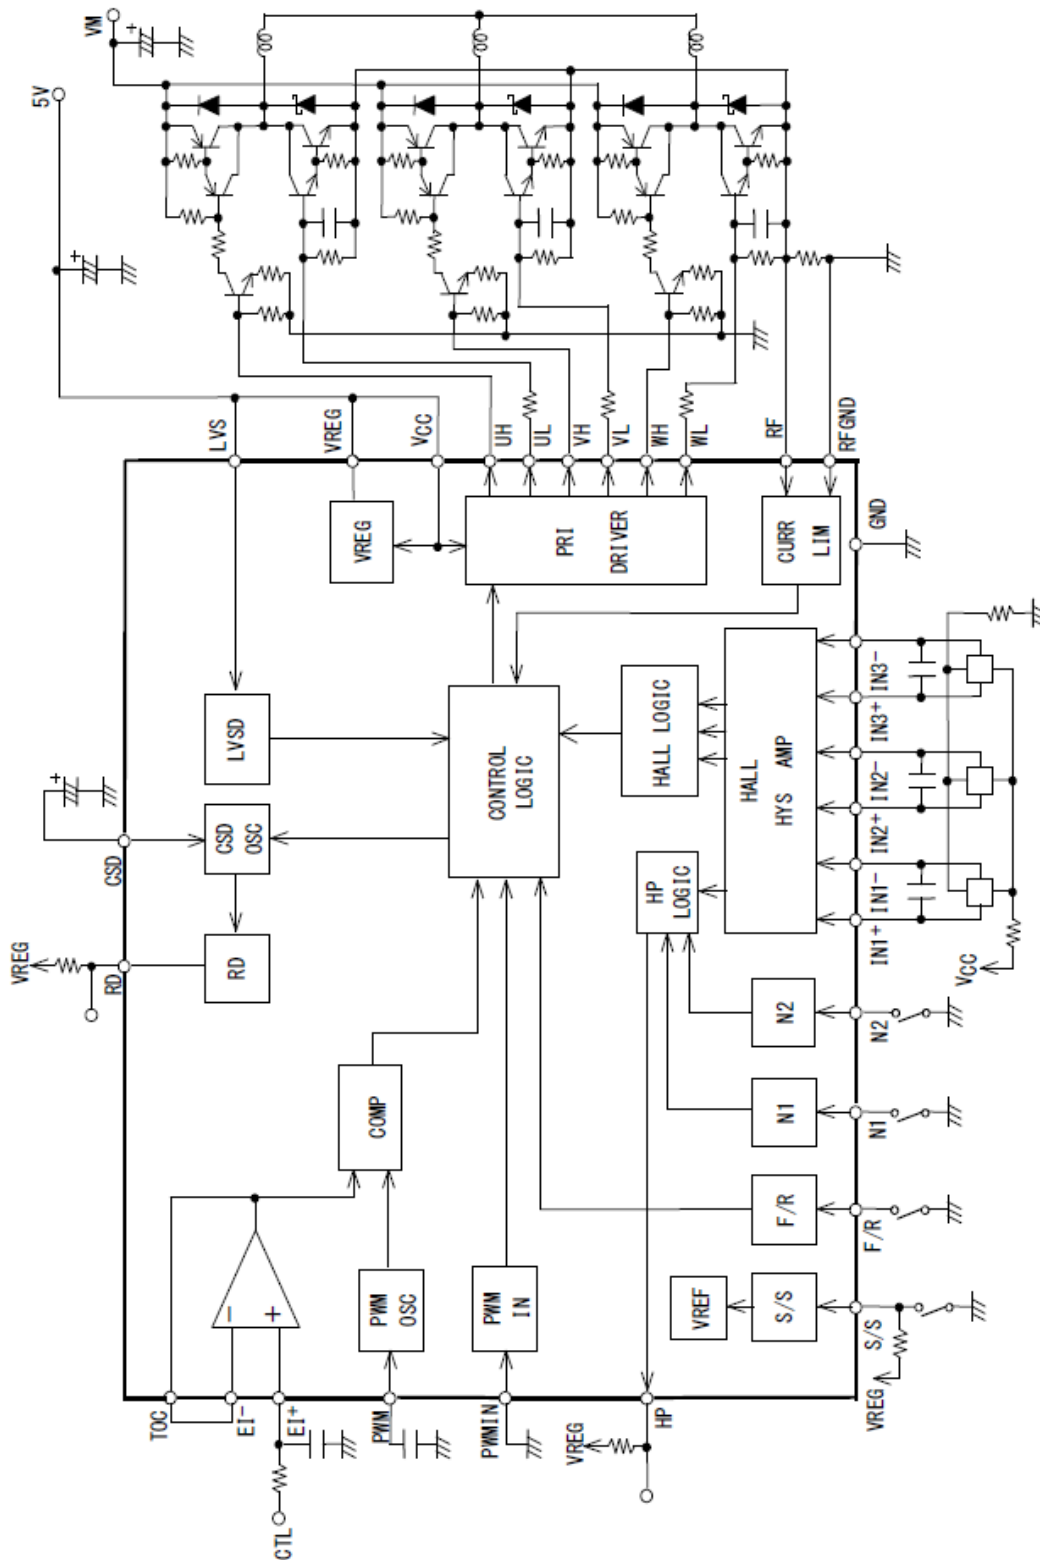 VM
5V
LVS
VREG
VCC
UH
UL
VH
VL
WH
WL
RF
RFGND
VREG
PRI
DRIVER
CURR
LIM
GND
LVSD
CONTROL
LOGIC
HALL LOGIC
HALL
HYS AMP
IN3-
IN3+
IN2-
IN2+
IN1-
IN1+
CSD
CSD
OSC
HP
LOGIC
VREG
RD
RD
VCC
N2
N2
COMP
N1
N1
F/R
F/R
-
+
PWM
OSC
PWM
IN
VREF
S/S
S/S
VREG
TOC
EI-
EI+
PWM
PWMIN
HP
VREG
CTL
+
+
+